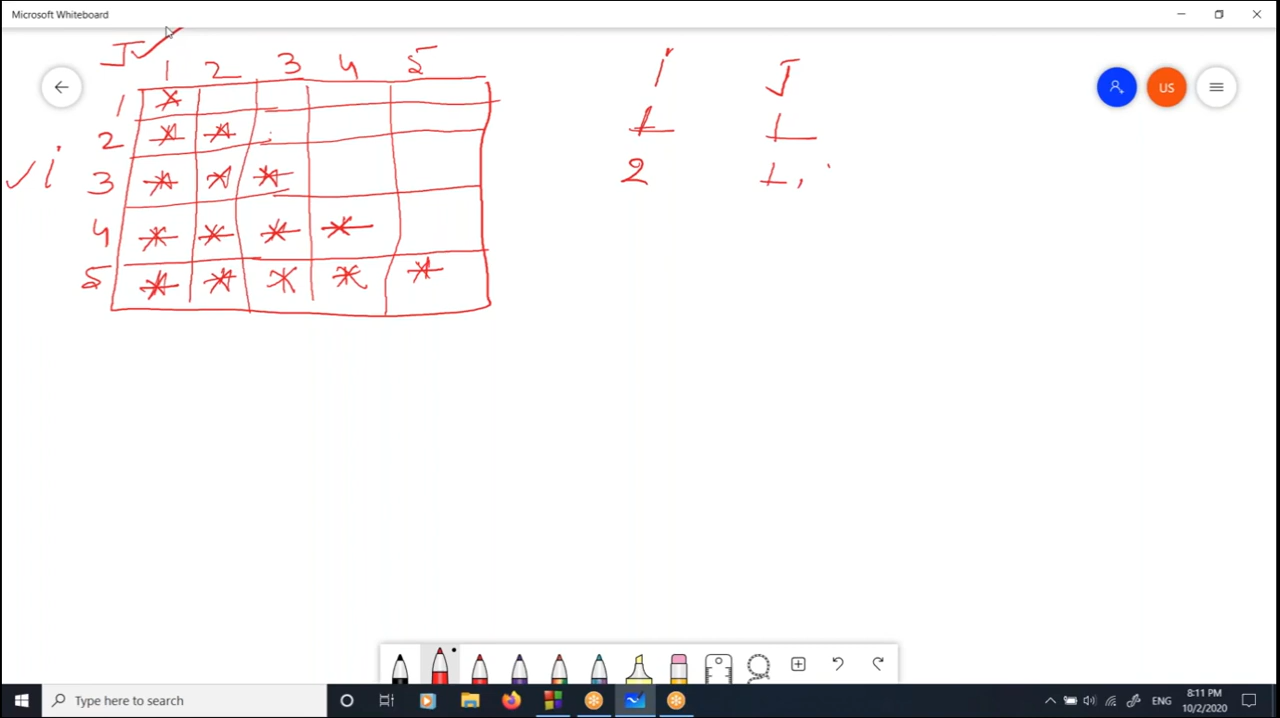 Microsoft Whiteboard
J✓
1 2 3 4 5
1 *
2 * *
✓ i
3 * * *
4 * * * *
5 * * * * *
i J
1 1
2 1,
US
Type here to search
ENG
8:11 PM
10/2/2020